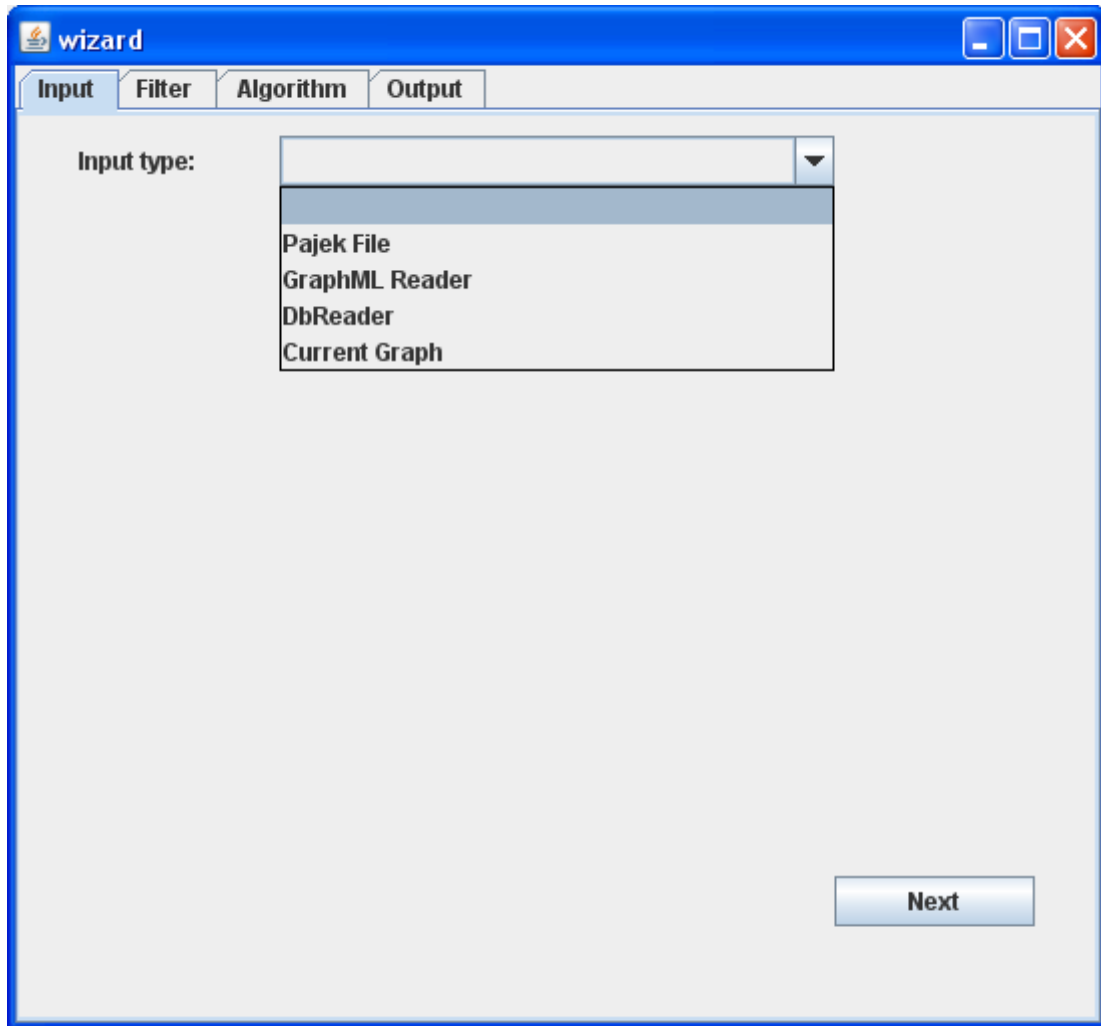 wizard
Input Filter Algorithm Output
Input type:
Pajek File
GraphML Reader
DbReader
Current Graph
Next